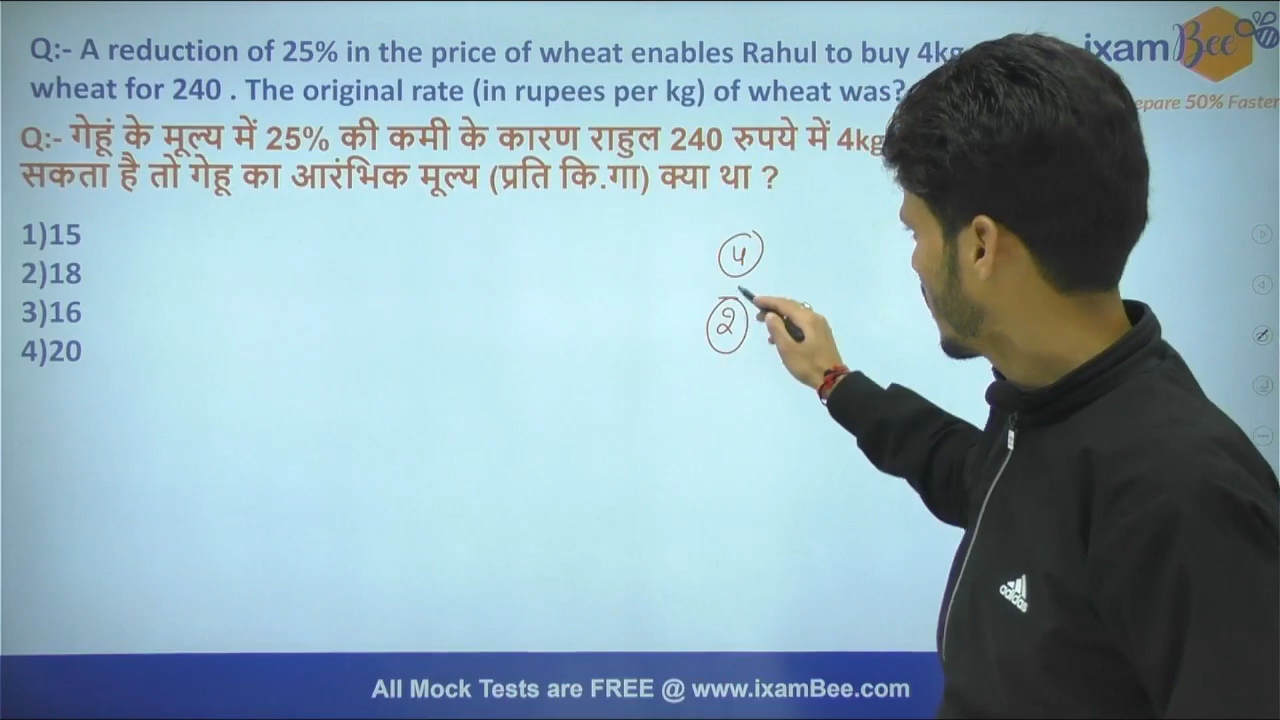 Q:- A reduction of 25% in the price of wheat enables Rahul to buy 4kg
wheat for 240 . The original rate (in rupees per kg) of wheat was?
Q:- गेहूं के मूल्य में 25% की कमी के कारण राहुल 240 रुपये में 4kg
सकता है तो गेहू का आरंभिक मूल्य (प्रति कि.गा) क्या था ?
1)15
2)18
3)16
4)20
4
2
ixamBee
epare 50% Faster
adidas
All Mock Tests are FREE @ www.ixamBee.com